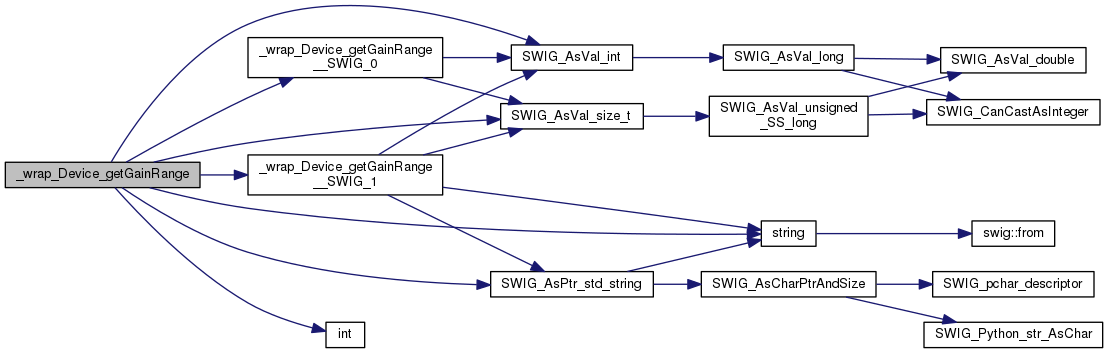 _wrap_Device_getGainRange
_wrap_Device_getGainRange
__SWIG_0
_wrap_Device_getGainRange
__SWIG_1
SWIG_AsVal_int
SWIG_AsVal_size_t
SWIG_AsVal_long
SWIG_AsVal_unsigned
_SS_long
SWIG_AsVal_double
SWIG_CanCastAsInteger
string
swig::from
SWIG_AsPtr_std_string
SWIG_AsCharPtrAndSize
SWIG_pchar_descriptor
SWIG_Python_str_AsChar
int